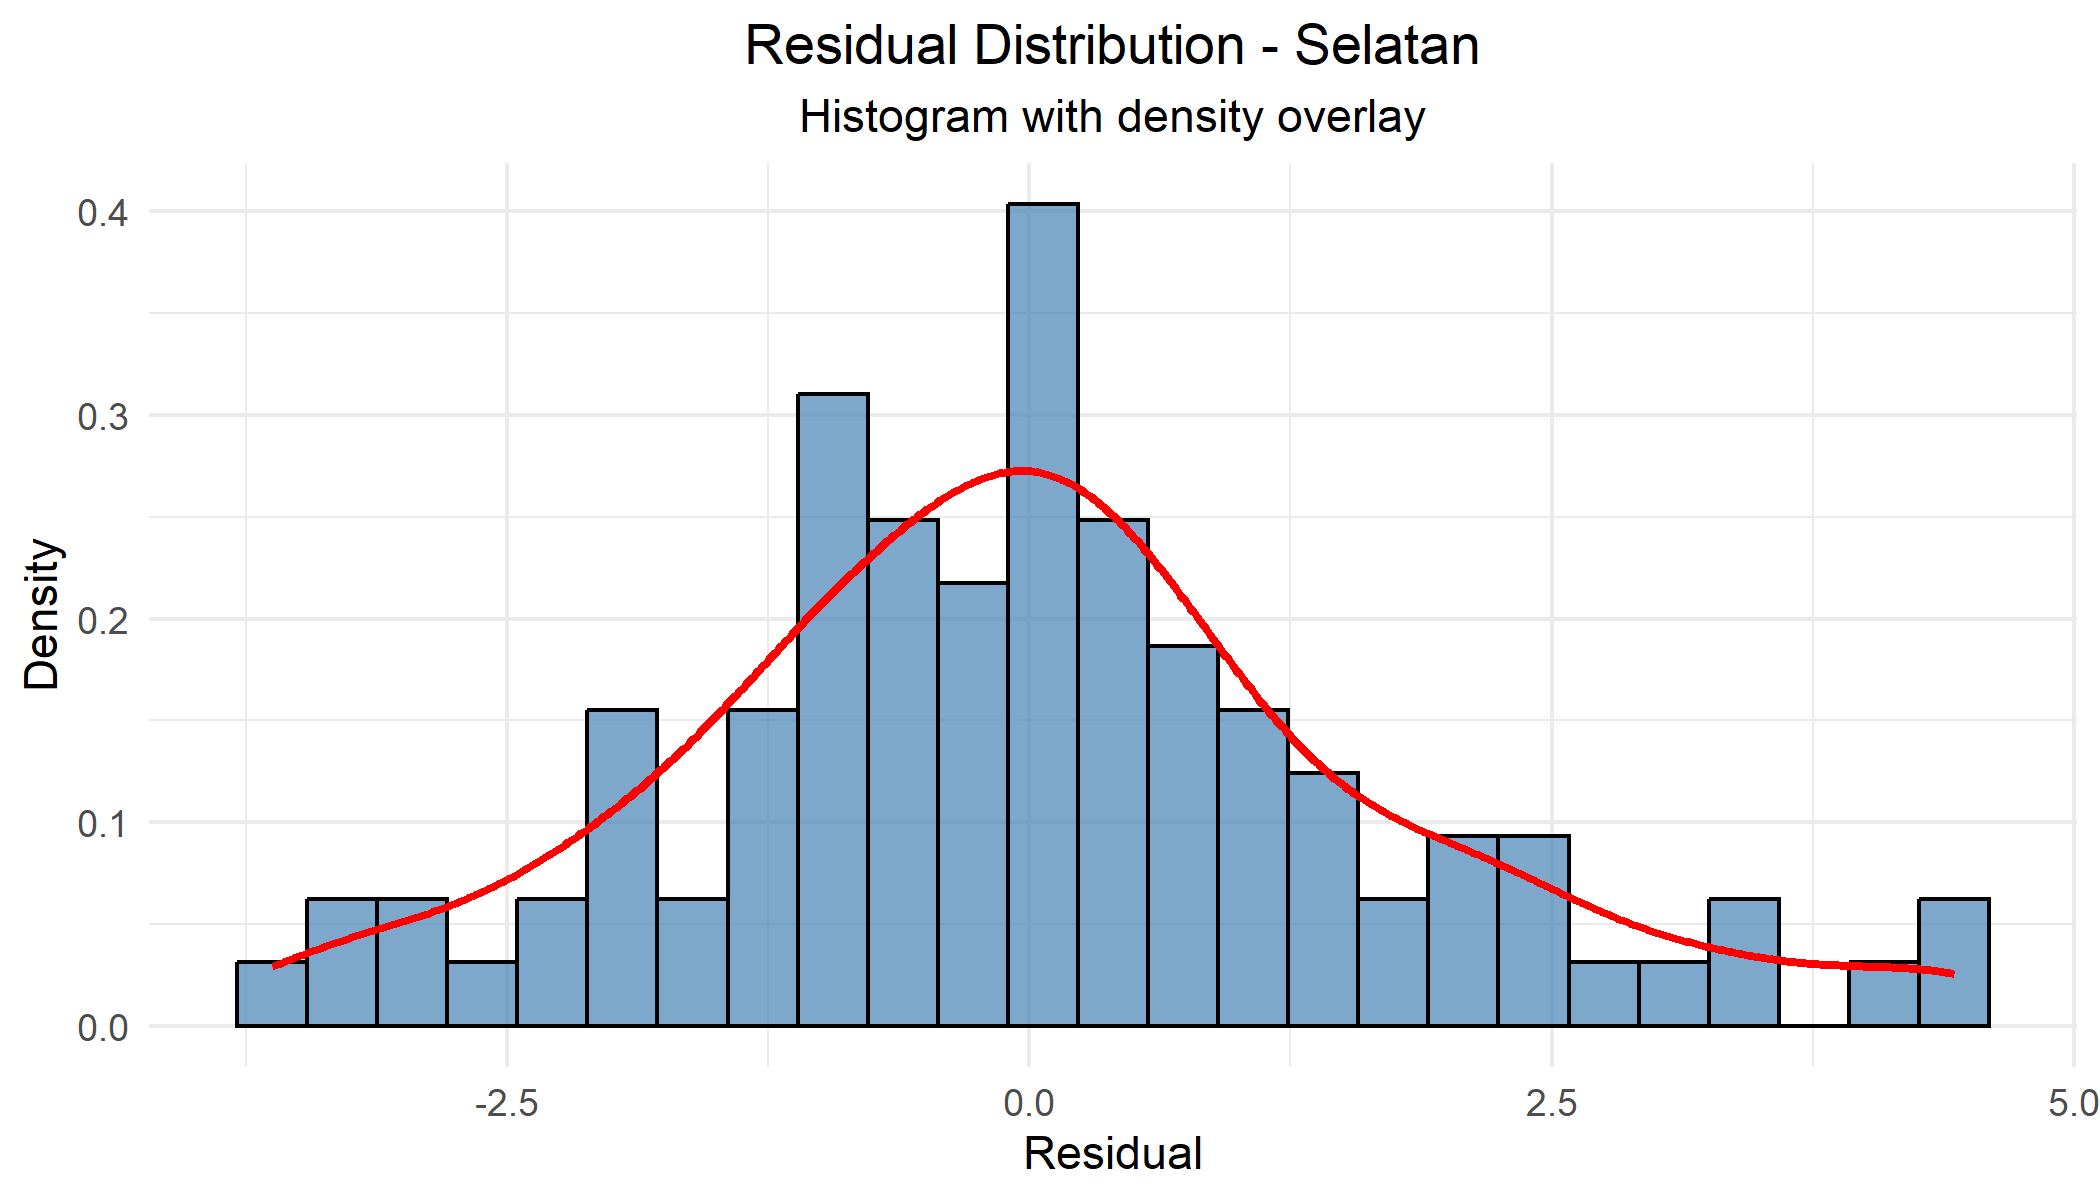 Residual Distribution - Selatan
Histogram with density overlay
Density
0.4
0.3
0.2
0.1
0.0
-2.5 0.0 2.5 5.0
Residual